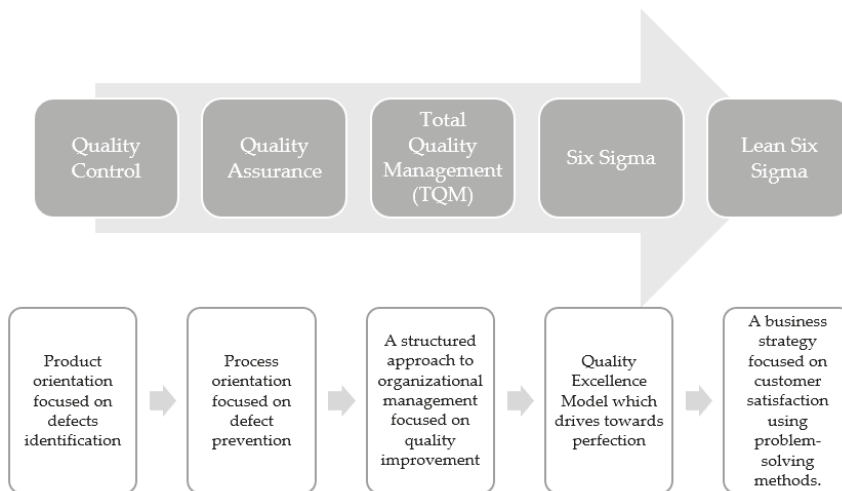 Quality
Control
Quality
Assurance
Total
Quality
Management
(TQM)
Six Sigma
Lean Six
Sigma
Product
orientation
focused on
defects
identification
Process
orientation
focused on
defect
prevention
A structured
approach to
organizational
management
focused on
quality
improvement
Quality
Excellence
Model which
drives towards
perfection
A business
strategy
focused on
customer
satisfaction
using
problem-
solving
methods.